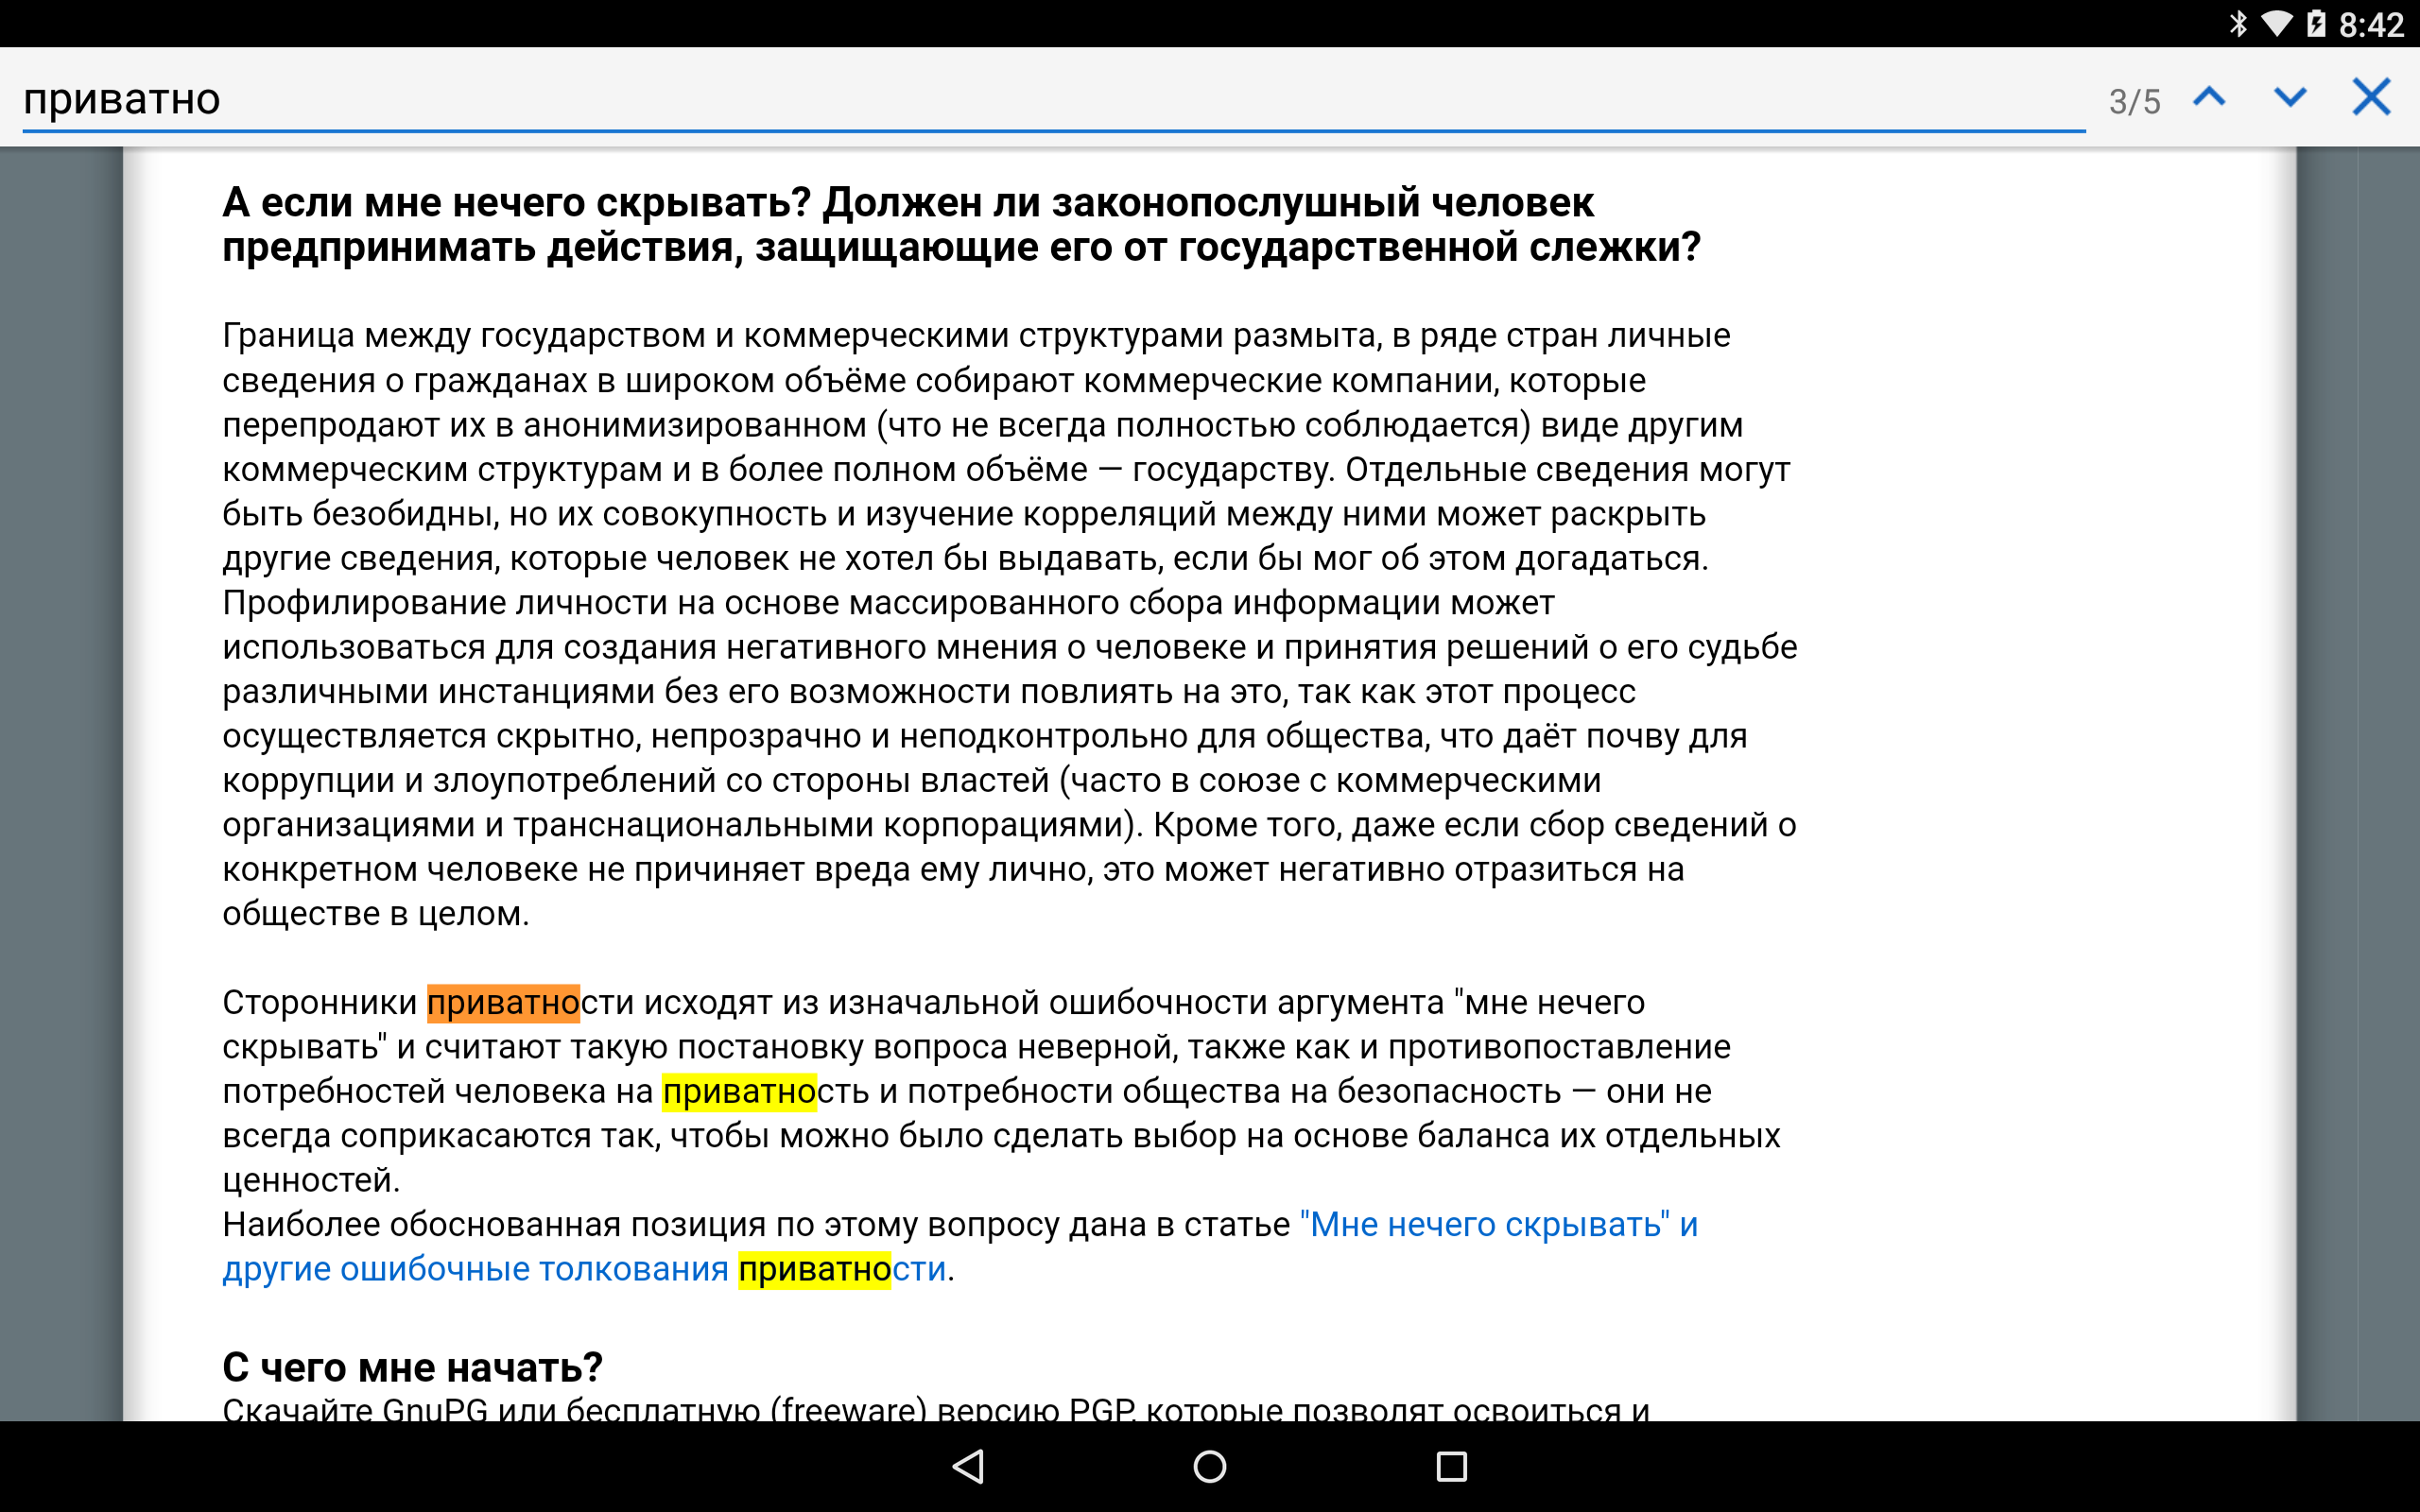 8:42
приватно
3/5
А если мне нечего скрывать? Должен ли законопослушный человек
предпринимать действия, защищающие его от государственной слежки?
Граница между государством и коммерческими структурами размыта, в ряде стран личные
сведения о гражданах в широком объёме собирают коммерческие компании, которые
перепродают их в анонимизированном (что не всегда полностью соблюдается) виде другим
коммерческим структурам и в более полном объёме — государству. Отдельные сведения могут
быть безобидны, но их совокупность и изучение корреляций между ними может раскрыть
другие сведения, которые человек не хотел бы выдавать, если бы мог об этом догадаться.
Профилирование личности на основе массированного сбора информации может
использоваться для создания негативного мнения о человеке и принятия решений о его судьбе
различными инстанциями без его возможности повлиять на это, так как этот процесс
осуществляется скрытно, непрозрачно и неподконтрольно для общества, что даёт почву для
коррупции и злоупотреблений со стороны властей (часто в союзе с коммерческими
организациями и транснациональными корпорациями). Кроме того, даже если сбор сведений о
конкретном человеке не причиняет вреда ему лично, это может негативно отразиться на
обществе в целом.
Сторонники приватности исходят из изначальной ошибочности аргумента "мне нечего
скрывать" и считают такую постановку вопроса неверной, также как и противопоставление
потребностей человека на приватность и потребности общества на безопасность — они не
всегда соприкасаются так, чтобы можно было сделать выбор на основе баланса их отдельных
ценностей.
Наиболее обоснованная позиция по этому вопросу дана в статье "Мне нечего скрывать" и
другие ошибочные толкования приватности.
С чего мне начать?
Скачайте GnuPG или бесплатную (freeware) версию PGP, которые позволят освоиться и